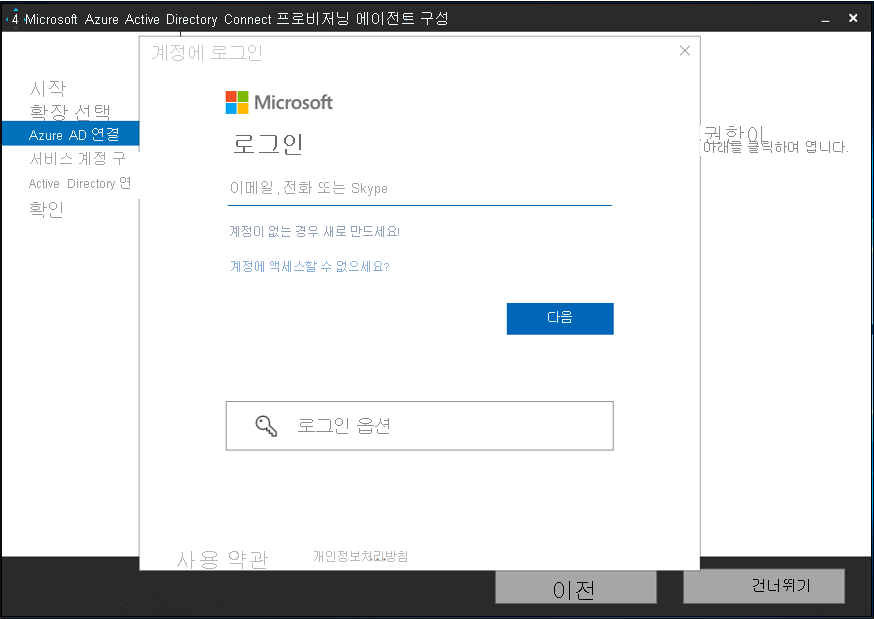 Microsoft Azure Active Directory Connect 프로비저닝 에이전트 구성
계정에 로그인
시작
확장 선택
Azure AD 연결
서비스 계정 구
Active Directory 연
확인
Microsoft
로그인
이메일, 전화 또는 Skype
계정이 없는 경우 새로 만드세요!
계정에 액세스할 수 없으세요?
다음
로그인 옵션
권한이
아래를 클릭하여 엽니다.
사용 약관
개인정보처리방침
이전
건너뛰기